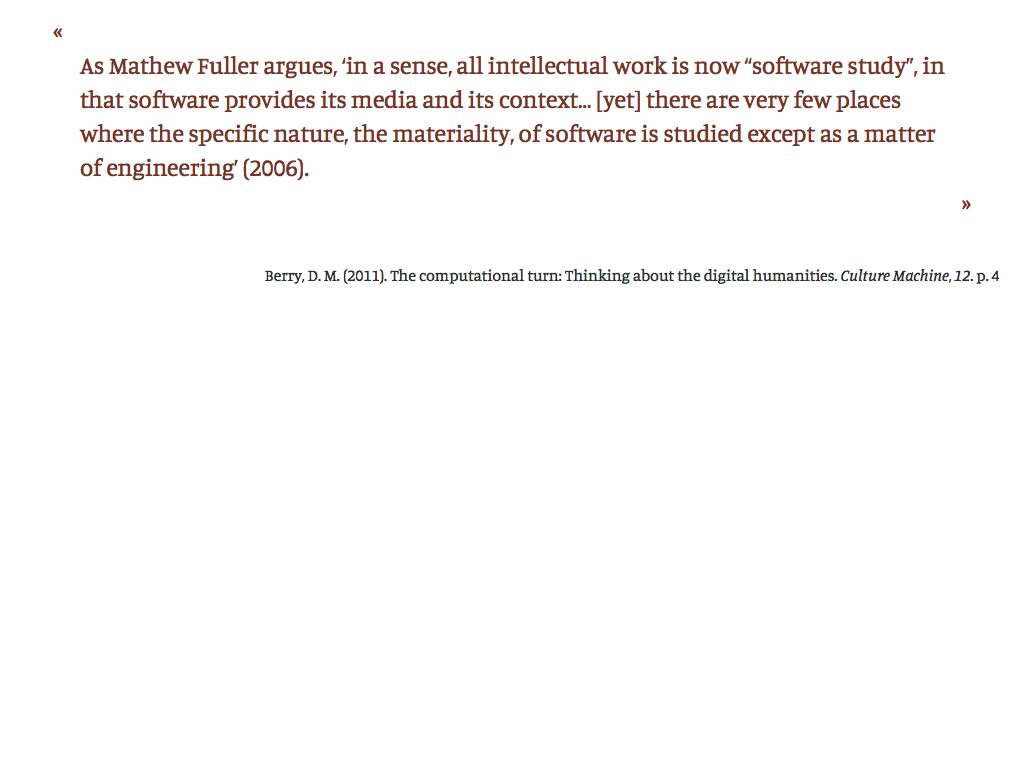 «
As Mathew Fuller argues, ‘in a sense, all intellectual work is now “software study”, in
that software provides its media and its context... [yet] there are very few places
where the specific nature, the materiality, of software is studied except as a matter
of engineering’ (2006).
»
Berry, D. M. (2011). The computational turn: Thinking about the digital humanities. Culture Machine, 12. p. 4